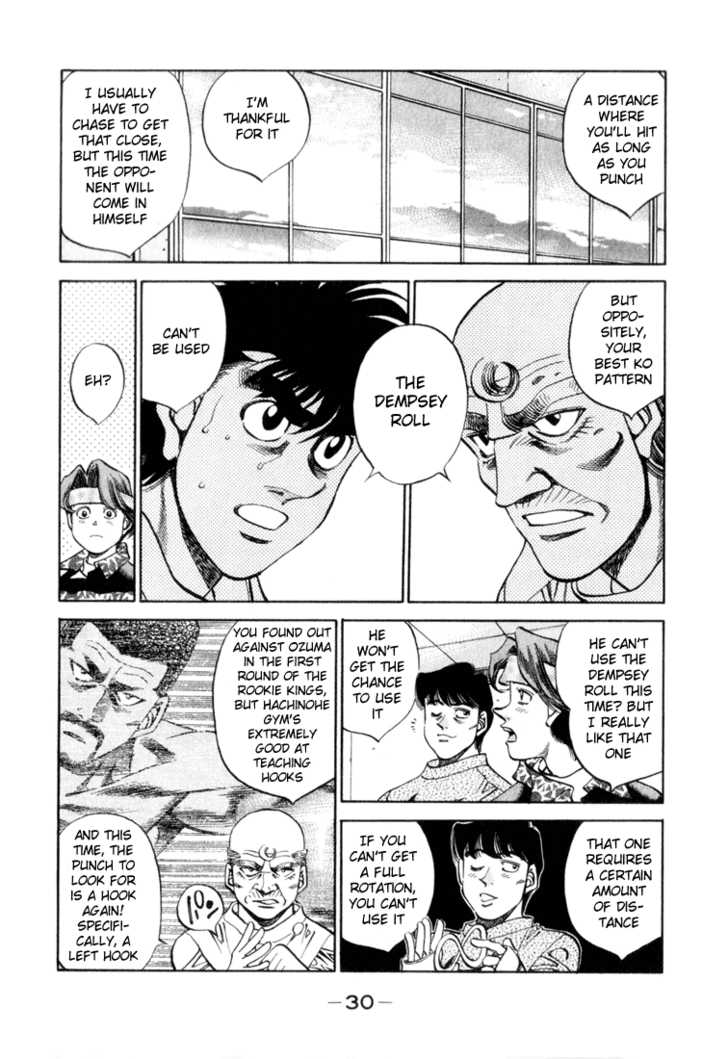 A DISTANCE
WHERE
YOU'LL HIT
AS LONG
AS YOU
PUNCH
I'M
THANKFUL
FOR IT
I USUALLY
HAVE TO
CHASE TO GET
THAT CLOSE,
BUT THIS TIME
THE OPPO-
NENT WILL
COME IN
HIMSELF
BUT
OPPO-
SITELY,
YOUR
BEST KO
PATTERN
THE
DEMPSEY
ROLL
CAN'T
BE USED
EH?
HE CAN'T
USE THE
DEMPSEY
ROLL THIS
TIME? BUT
I REALLY
LIKE THAT
ONE
HE
WON'T
GET THE
CHANCE
TO USE
IT
THAT ONE
REQUIRES
A CERTAIN
AMOUNT
OF DIS-
TANCE
IF YOU
CAN'T GET
A FULL
ROTATION,
YOU CAN'T
USE IT
YOU FOUND OUT
AGAINST OZUMA
IN THE FIRST
ROUND OF THE
ROOKIE KINGS,
BUT HACHINOHE
GYM'S
EXTREMELY
GOOD AT
TEACHING
HOOKS
AND THIS
TIME, THE
PUNCH TO
LOOK FOR
IS A HOOK
AGAIN!
SPECIFI-
CALLY, A
LEFT HOOK
—30—